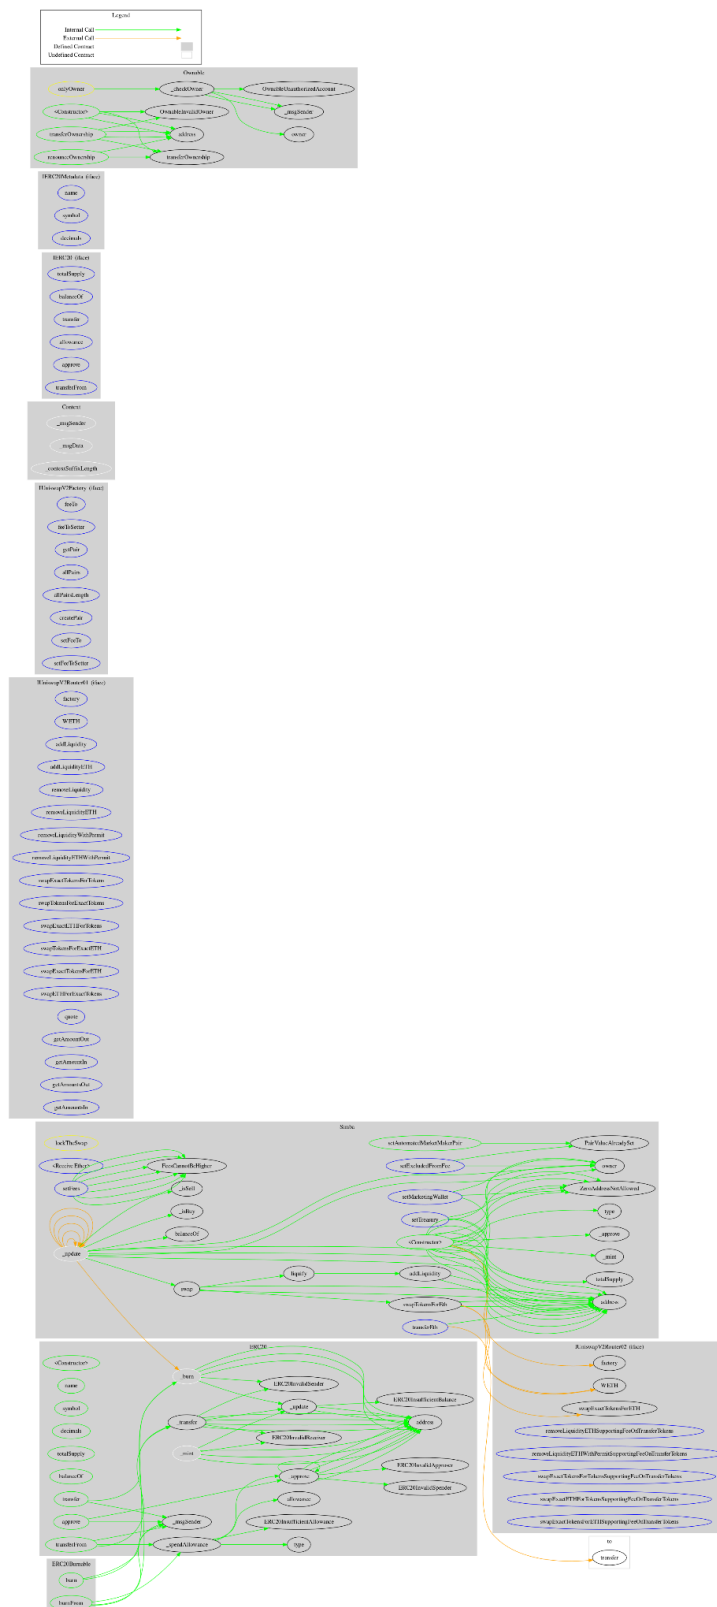 Legend
Internal Call
External Call
Defined Contract
Undefined Contract
Ownable
onlyOwner
_checkOwner
OwnableUnauthorizedAccount
<Constructor>
OwnableInvalidOwner
_msgSender
transferOwnership
address
owner
renounceOwnership
_transferOwnership
IERC20Metadata (iface)
name
symbol
decimals
IERC20 (iface)
totalSupply
balanceOf
transfer
allowance
approve
transferFrom
Context
_msgSender
_msgData
_contextSuffixLength
IUniswapV2Factory (iface)
feeTo
feeToSetter
getPair
allPairs
allPairsLength
createPair
setFeeTo
setFeeToSetter
IUniswapV2Router01 (iface)
factory
WETH
addLiquidity
addLiquidityETH
removeLiquidity
removeLiquidityETH
removeLiquidityWithPermit
removeLiquidityETHWithPermit
swapExactTokensForTokens
swapTokensForExactTokens
swapExactETHForTokens
swapTokensForExactETH
swapExactTokensForETH
swapETHForExactTokens
quote
getAmountOut
getAmountIn
getAmountsOut
getAmountsIn
lockTheSwap
setAutomatedMarketMakerPair
PairValueAlreadySet
<Receive Ether>
FeesCannotBeHigher
setExcludedFromFee
owner
setFees
_isSell
setMarketingWallet
ZeroAddressNotAllowed
_isBuy
setTreasury
type
balanceOf
<Constructor>
_approve
_update
_mint
liquify
addLiquidity
totalSupply
swap
swapTokensForEth
address
transferEth
ERC20
IUniswapV2Router02 (iface)
<Constructor>
burn
factory
name
ERC20InvalidSender
WETH
symbol
_update
ERC20InsufficientBalance
swapExactTokensForETH
decimals
_transfer
address
removeLiquidityETHSupportingFeeOnTransferTokens
totalSupply
_mint
ERC20InvalidReceiver
removeLiquidityETHWithPermitSupportingFeeOnTransferTokens
balanceOf
_approve
ERC20InvalidApprover
swapExactTokensForTokensSupportingFeeOnTransferTokens
transfer
allowance
ERC20InvalidSpender
swapExactETHForTokensSupportingFeeOnTransferTokens
approve
_msgSender
ERC20InsufficientAllowance
swapExactTokensForETHSupportingFeeOnTransferTokens
transferFrom
_spendAllowance
type
to
transfer
ERC20Burnable
burn
burnFrom